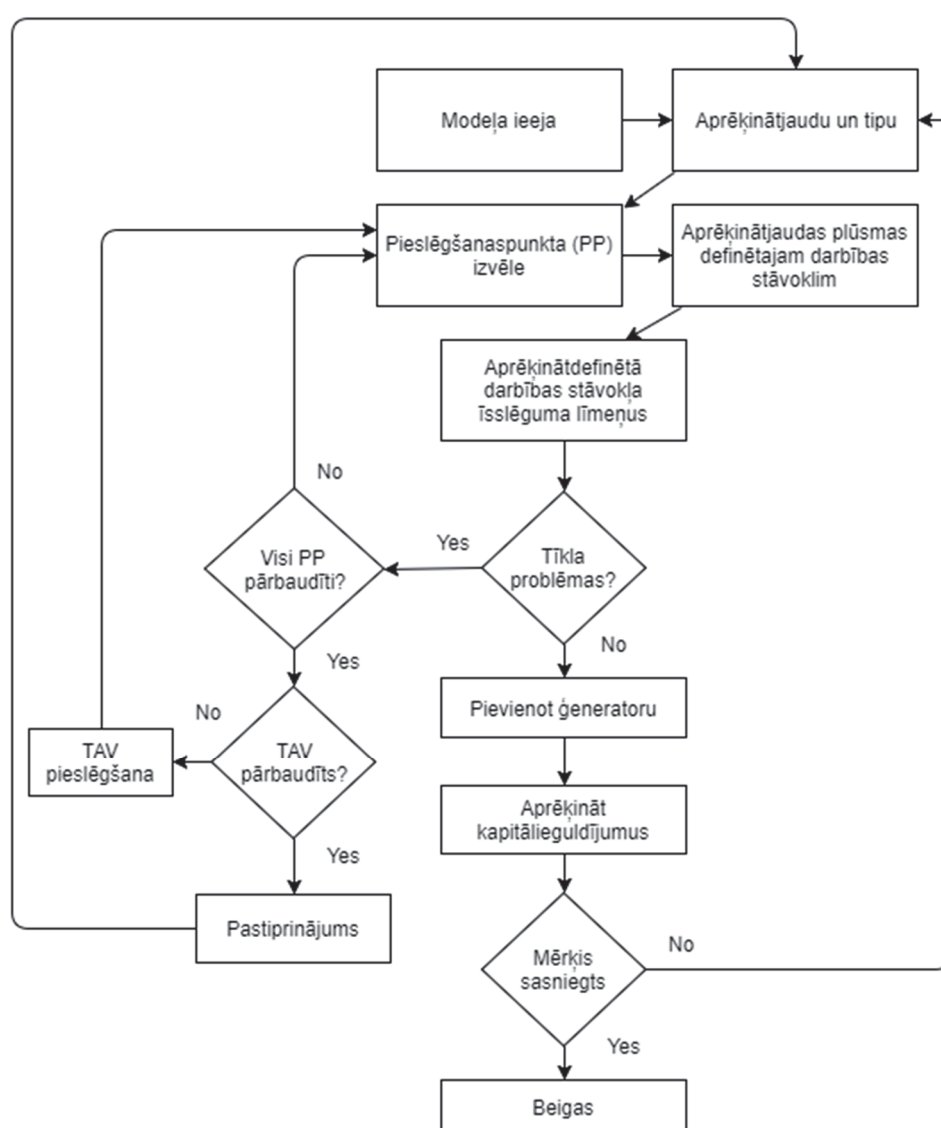 Modeļa ieeja
Aprēķinātjaudu un tipu
Pieslēgšanaspunkta (PP)
izvēle
Aprēķinātjaudas plūsmas
definētajam darbības
stāvoklim
Aprēķinātdefinētā
darbības stāvokļa
īsslēguma līmeņus
No
Visi PP
pārbaudīti?
Yes
Tīkla
problēmas?
Yes
No
Pievienot ģeneratoru
No
TAV
pieslēgšana
TAV
pārbaudīts?
Aprēķināt
kapitālieguldījumus
Yes
Pastiprinājums
Mērķis
sasniegts
No
Yes
Beigas